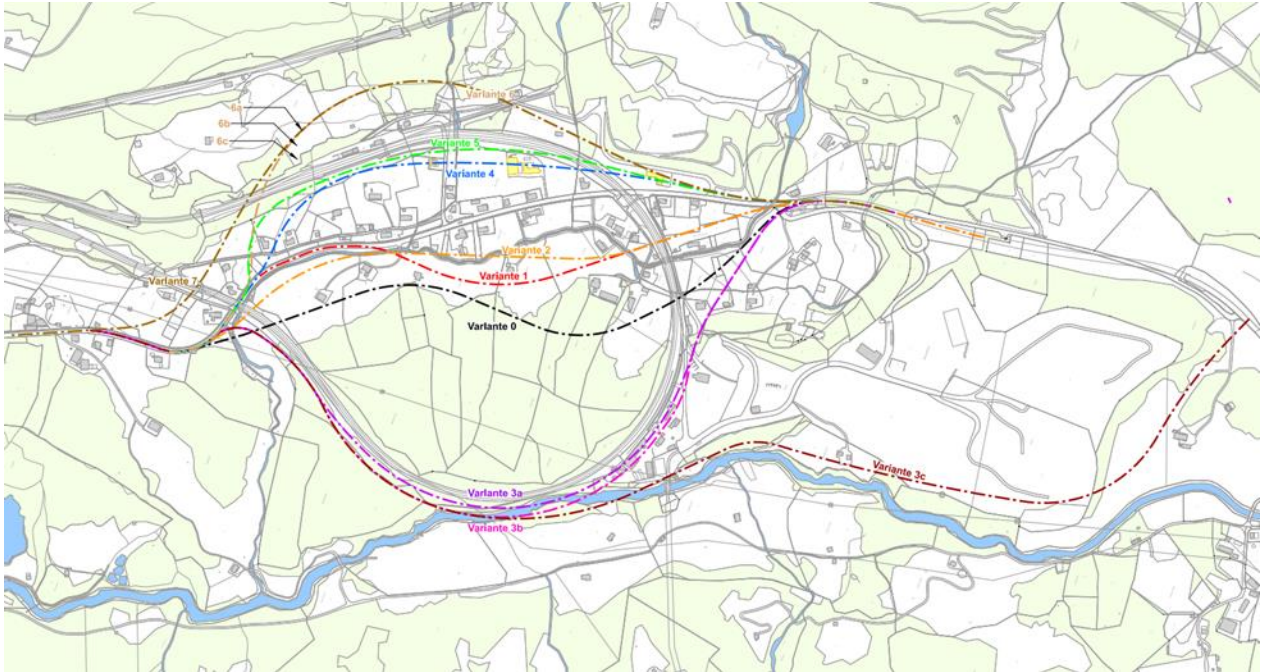 Variante 6
6a
6b
6c
Variante 5
Variante 4
Variante 2
Variante 7
Variante 1
Variante 0
Variante 3c
Variante 3a
Variante 3b